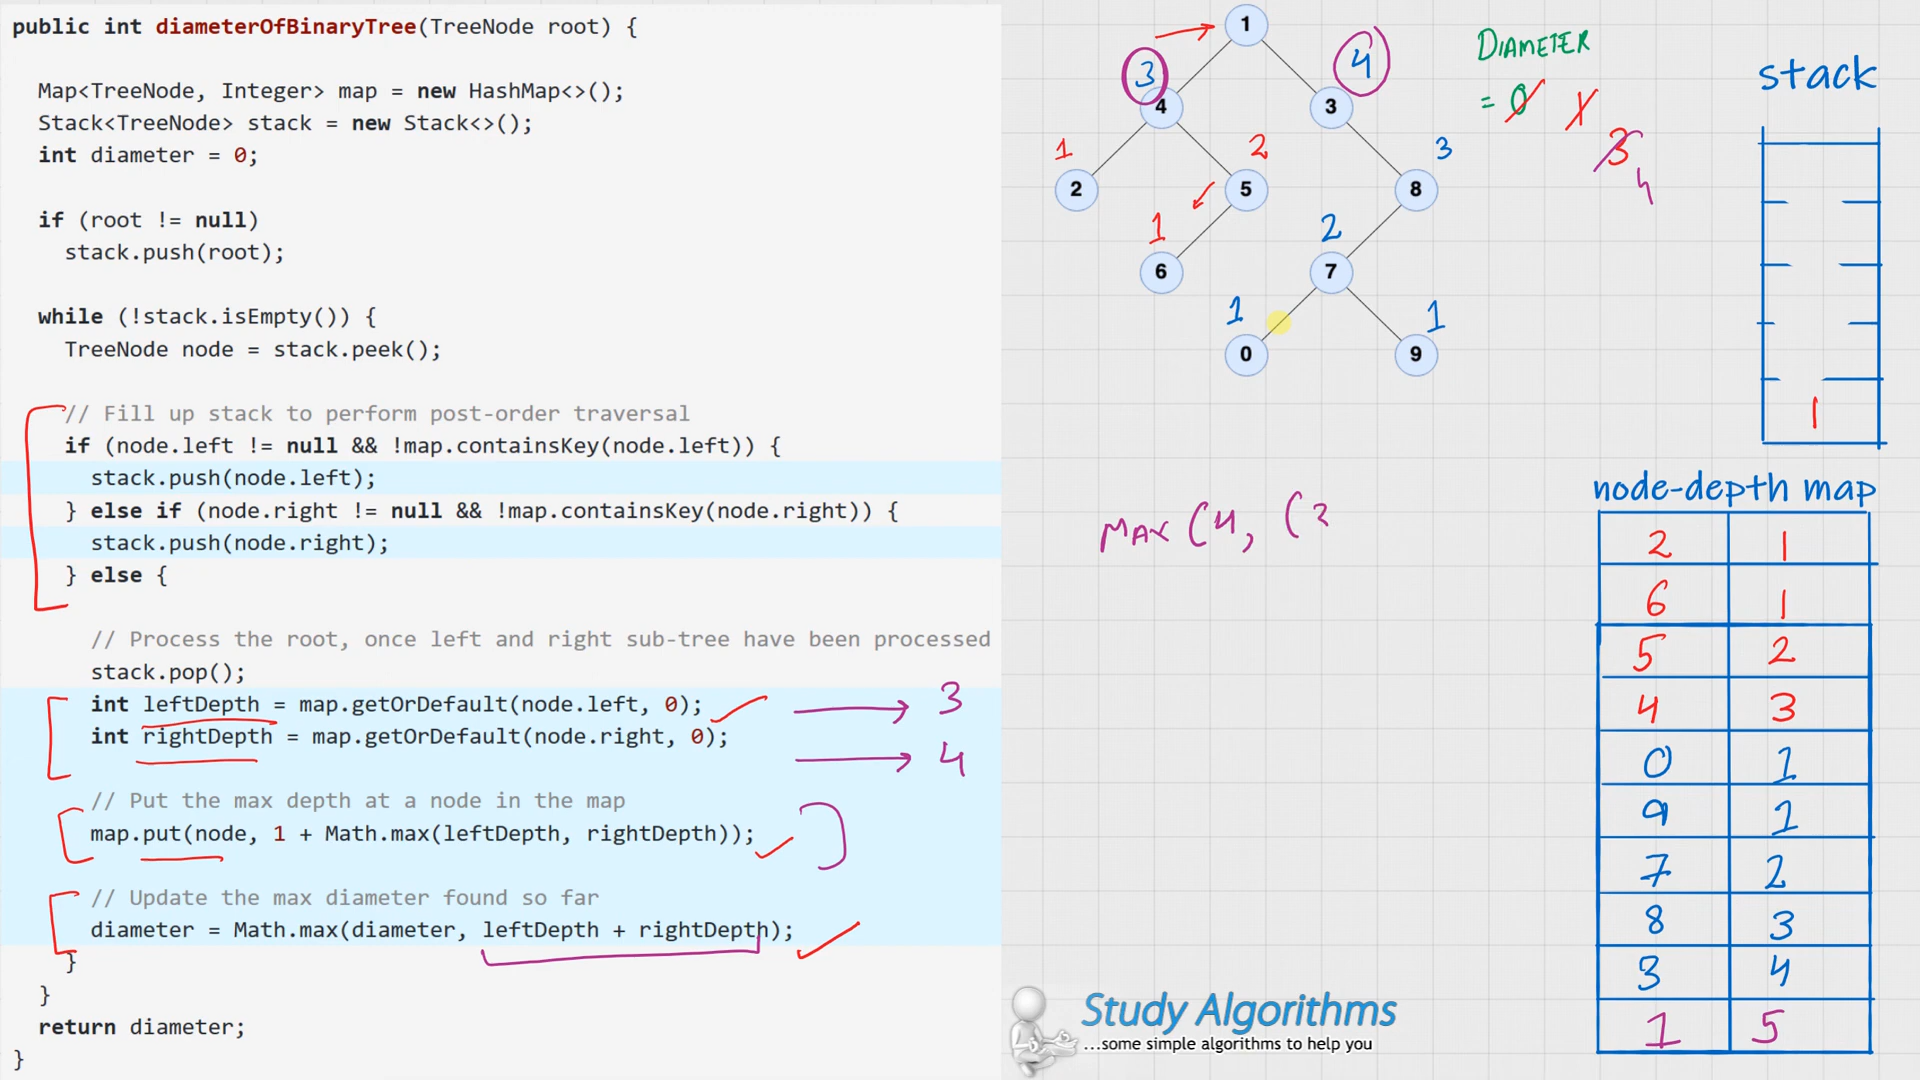 public int diameterOfBinaryTree(TreeNode root) {
Map<TreeNode, Integer> map = new HashMap<>();
Stack<TreeNode> stack = new Stack<>();
int diameter = 0;
if (root != null)
stack.push(root);
while (!stack.isEmpty()) {
TreeNode node = stack.peek();
// Fill up stack to perform post-order traversal
if (node.left != null && !map.containsKey(node.left)) {
stack.push(node.left);
} else if (node.right != null && !map.containsKey(node.right)) {
stack.push(node.right);
} else {
// Process the root, once left and right sub-tree have been processed
stack.pop();
int leftDepth = map.getOrDefault(node.left, 0);
3
int rightDepth = map.getOrDefault(node.right, 0);
4
// Put the max depth at a node in the map
map.put(node, 1 + Math.max(leftDepth, rightDepth));
// Update the max diameter found so far
diameter = Math.max(diameter, leftDepth + rightDepth);
}
}
return diameter;
}
1
3 4
4 3
1 2 3
2 5 8
1 2
6 7
1 1
0 9
DIAMETER
= 0 1
3
4
stack
1
MAX (4, (3
node-depth map
2 1
6 1
5 2
4 3
0 1
9 1
7 2
8 3
3 4
1 5
Study Algorithms
...some simple algorithms to help you